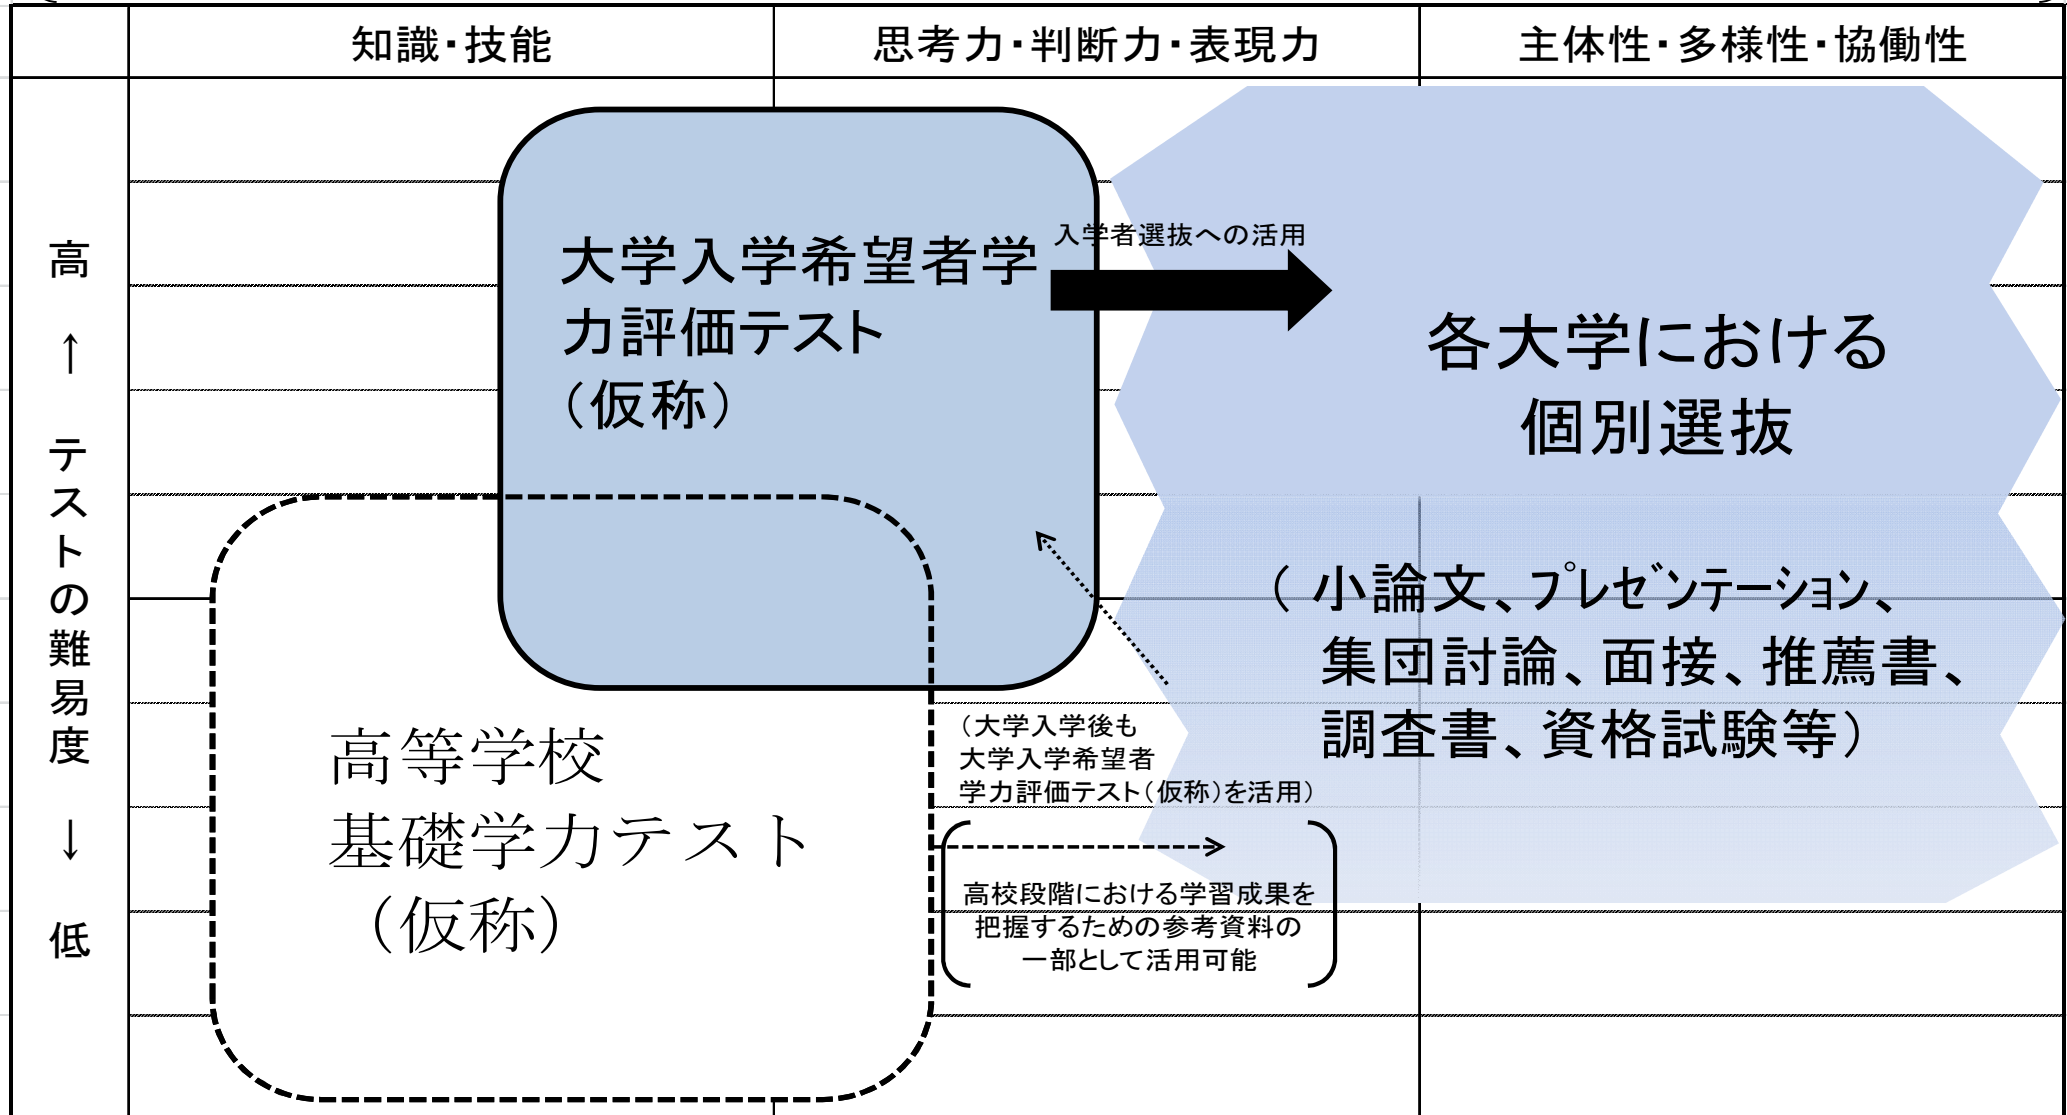 知識・技能
思考力・判断力・表現力
主体性・多様性・協働性
高 ↑ テストの難易度 ↓ 低
大学入学希望者学
力評価テスト
（仮称）
入学者選抜への活用
各大学における
個別選抜
（小論文、プレゼンテーション、
集団討論、面接、推薦書、
調査書、資格試験等）
高等学校
基礎学力テスト
（仮称）
（大学入学後も
大学入学希望者
学力評価テスト（仮称）を活用）
高校段階における学習成果を
把握するための参考資料の
一部として活用可能